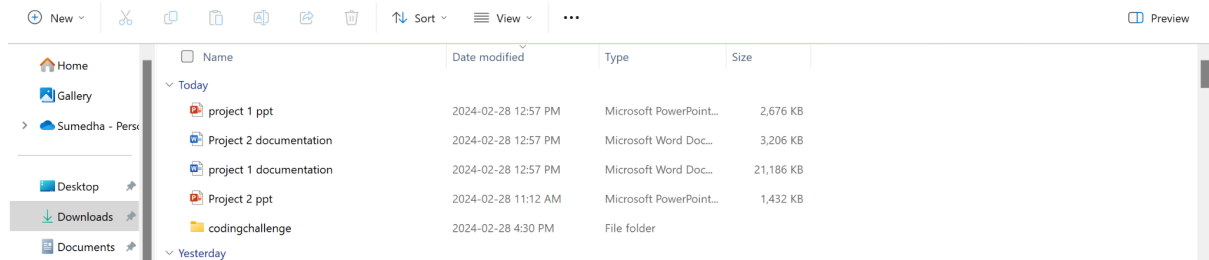 New Sort View ... Preview
Name Date modified Type Size
Home
Gallery
Sumedha - Pers
Desktop
Downloads
Documents
Today
project 1 ppt 2024-02-28 12:57 PM Microsoft PowerPoint... 2,676 KB
Project 2 documentation 2024-02-28 12:57 PM Microsoft Word Doc... 3,206 KB
project 1 documentation 2024-02-28 12:57 PM Microsoft Word Doc... 21,186 KB
Project 2 ppt 2024-02-28 11:12 AM Microsoft PowerPoint... 1,432 KB
codingchallenge 2024-02-28 4:30 PM File folder
Yesterday